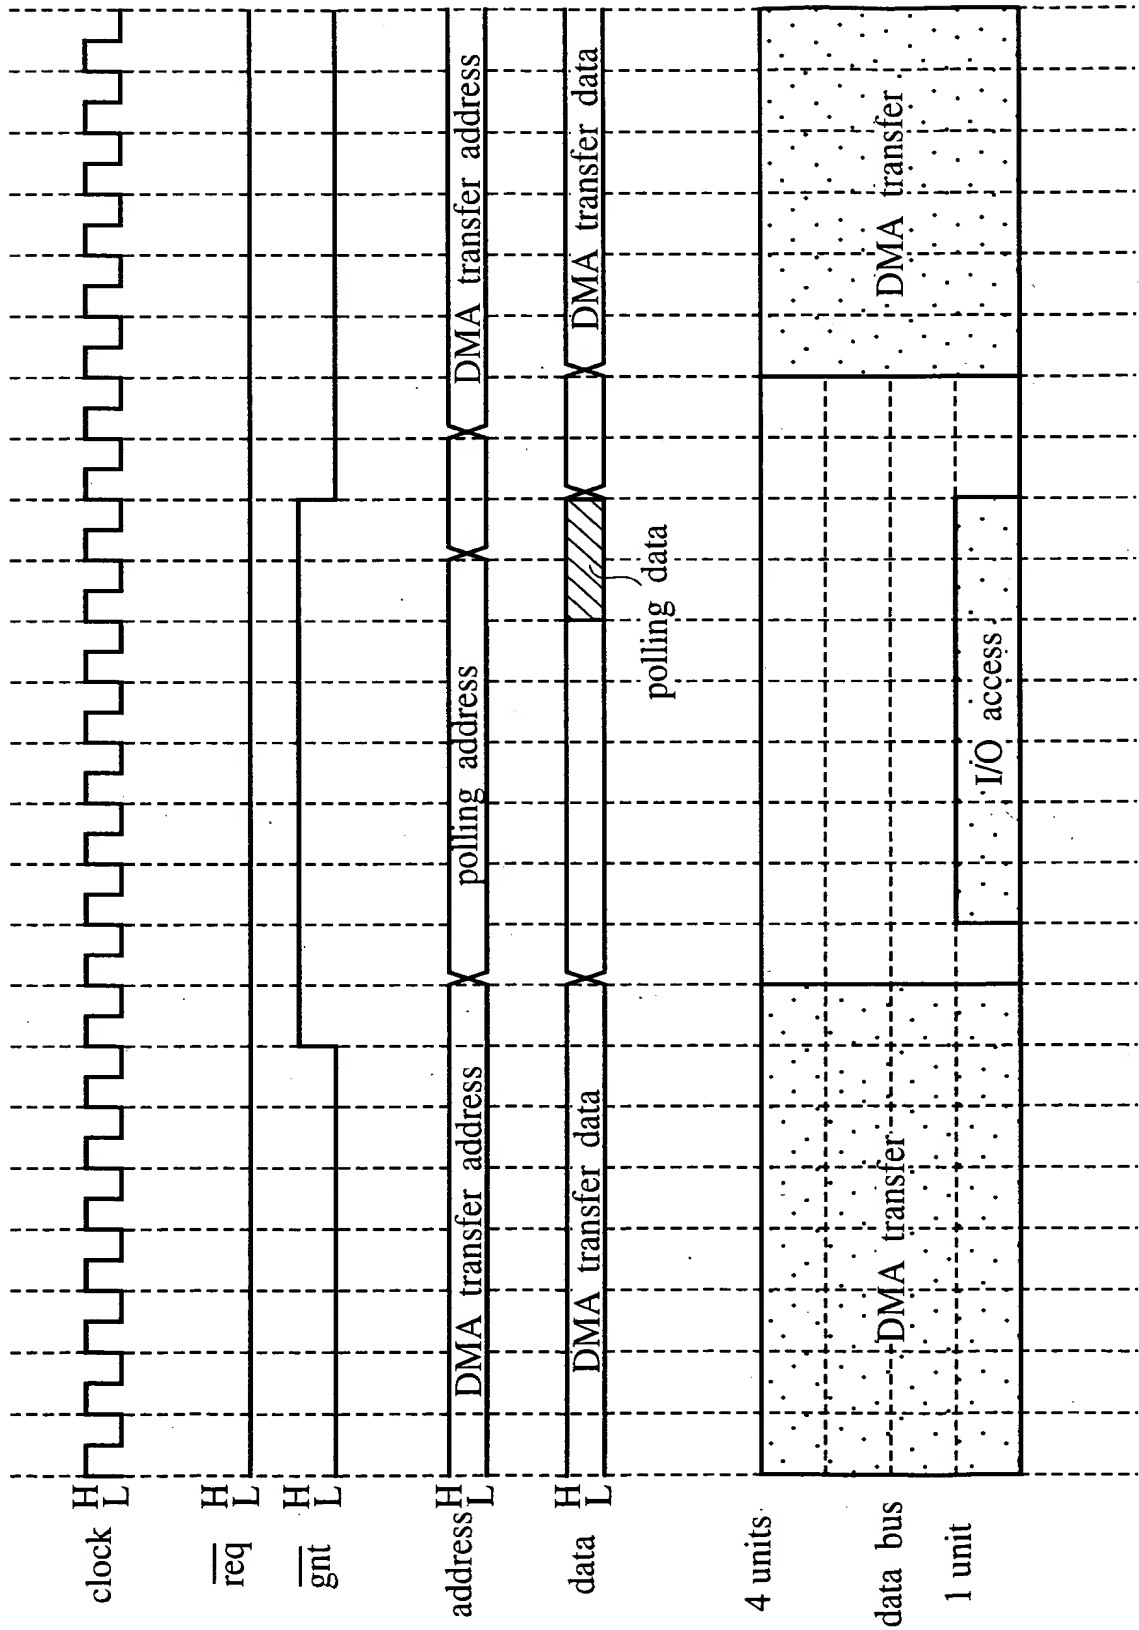 clock H L
req H L
gnt H L
address H L
DMA transfer address
polling address
DMA transfer address
data H L
DMA transfer data
polling data
DMA transfer data
4 units
data bus
1 unit
DMA transfer
I/O access
DMA transfer